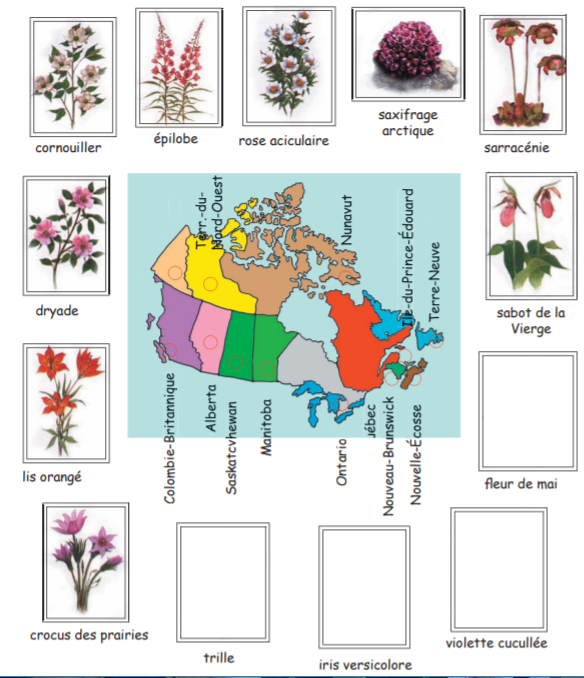 cornouiller
épilobe
rose aciculaire
saxifrage
arctique
sarracénie
dryade
Terr.-du-
Nord-Ouest
Nunavut
Île-du-Prince-Édouard
Terre-Neuve
sabot de la
Vierge
lis orangé
Colombie-Britannique
Alberta
Saskatcvhewan
Manitoba
Ontario
uébec
Nouveau-Brunswick
Nouvelle-Écosse
fleur de mai
crocus des prairies
trille
iris versicolore
violette cucullée